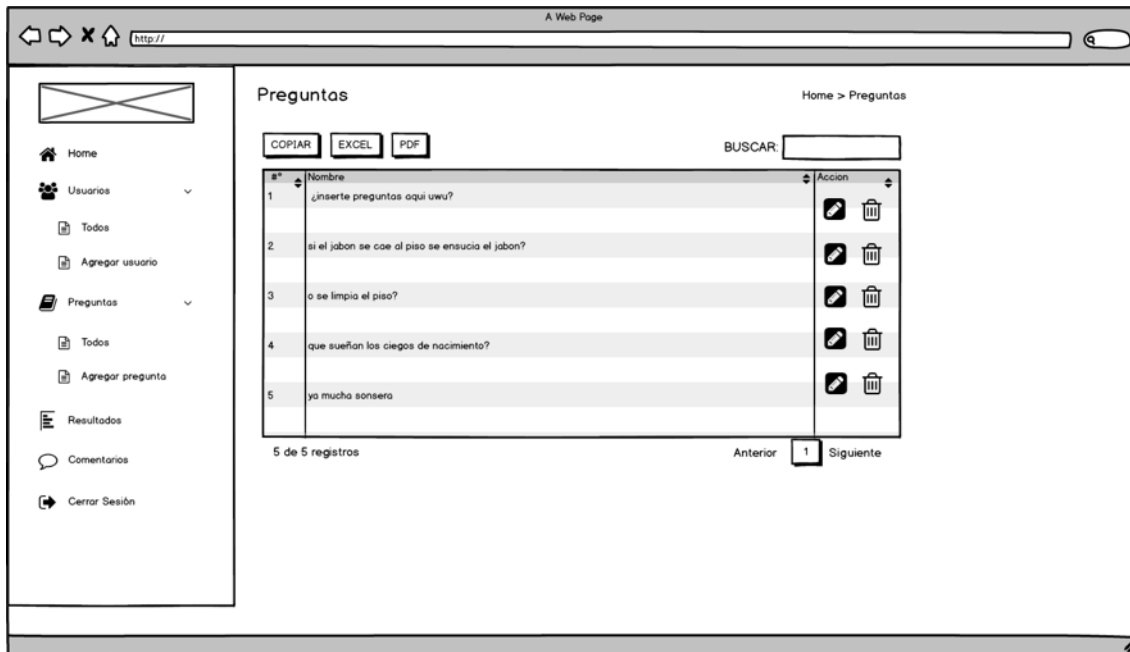 A Web Page
http://
Home
Usuarios
Todos
Agregar usuario
Preguntas
Todos
Agregar pregunta
Resultados
Comentarios
Cerrar Sesión
Preguntas
Home > Preguntas
COPIAR EXCEL PDF
BUSCAR:
#° Nombre Accion
1 ¿inserte preguntas aqui uwu?
2 si el jabon se cae al piso se ensucia el jabon?
3 o se limpia el piso?
4 que sueñan los ciegos de nacimiento?
5 ya mucha sonsera
5 de 5 registros
Anterior 1 Siguiente